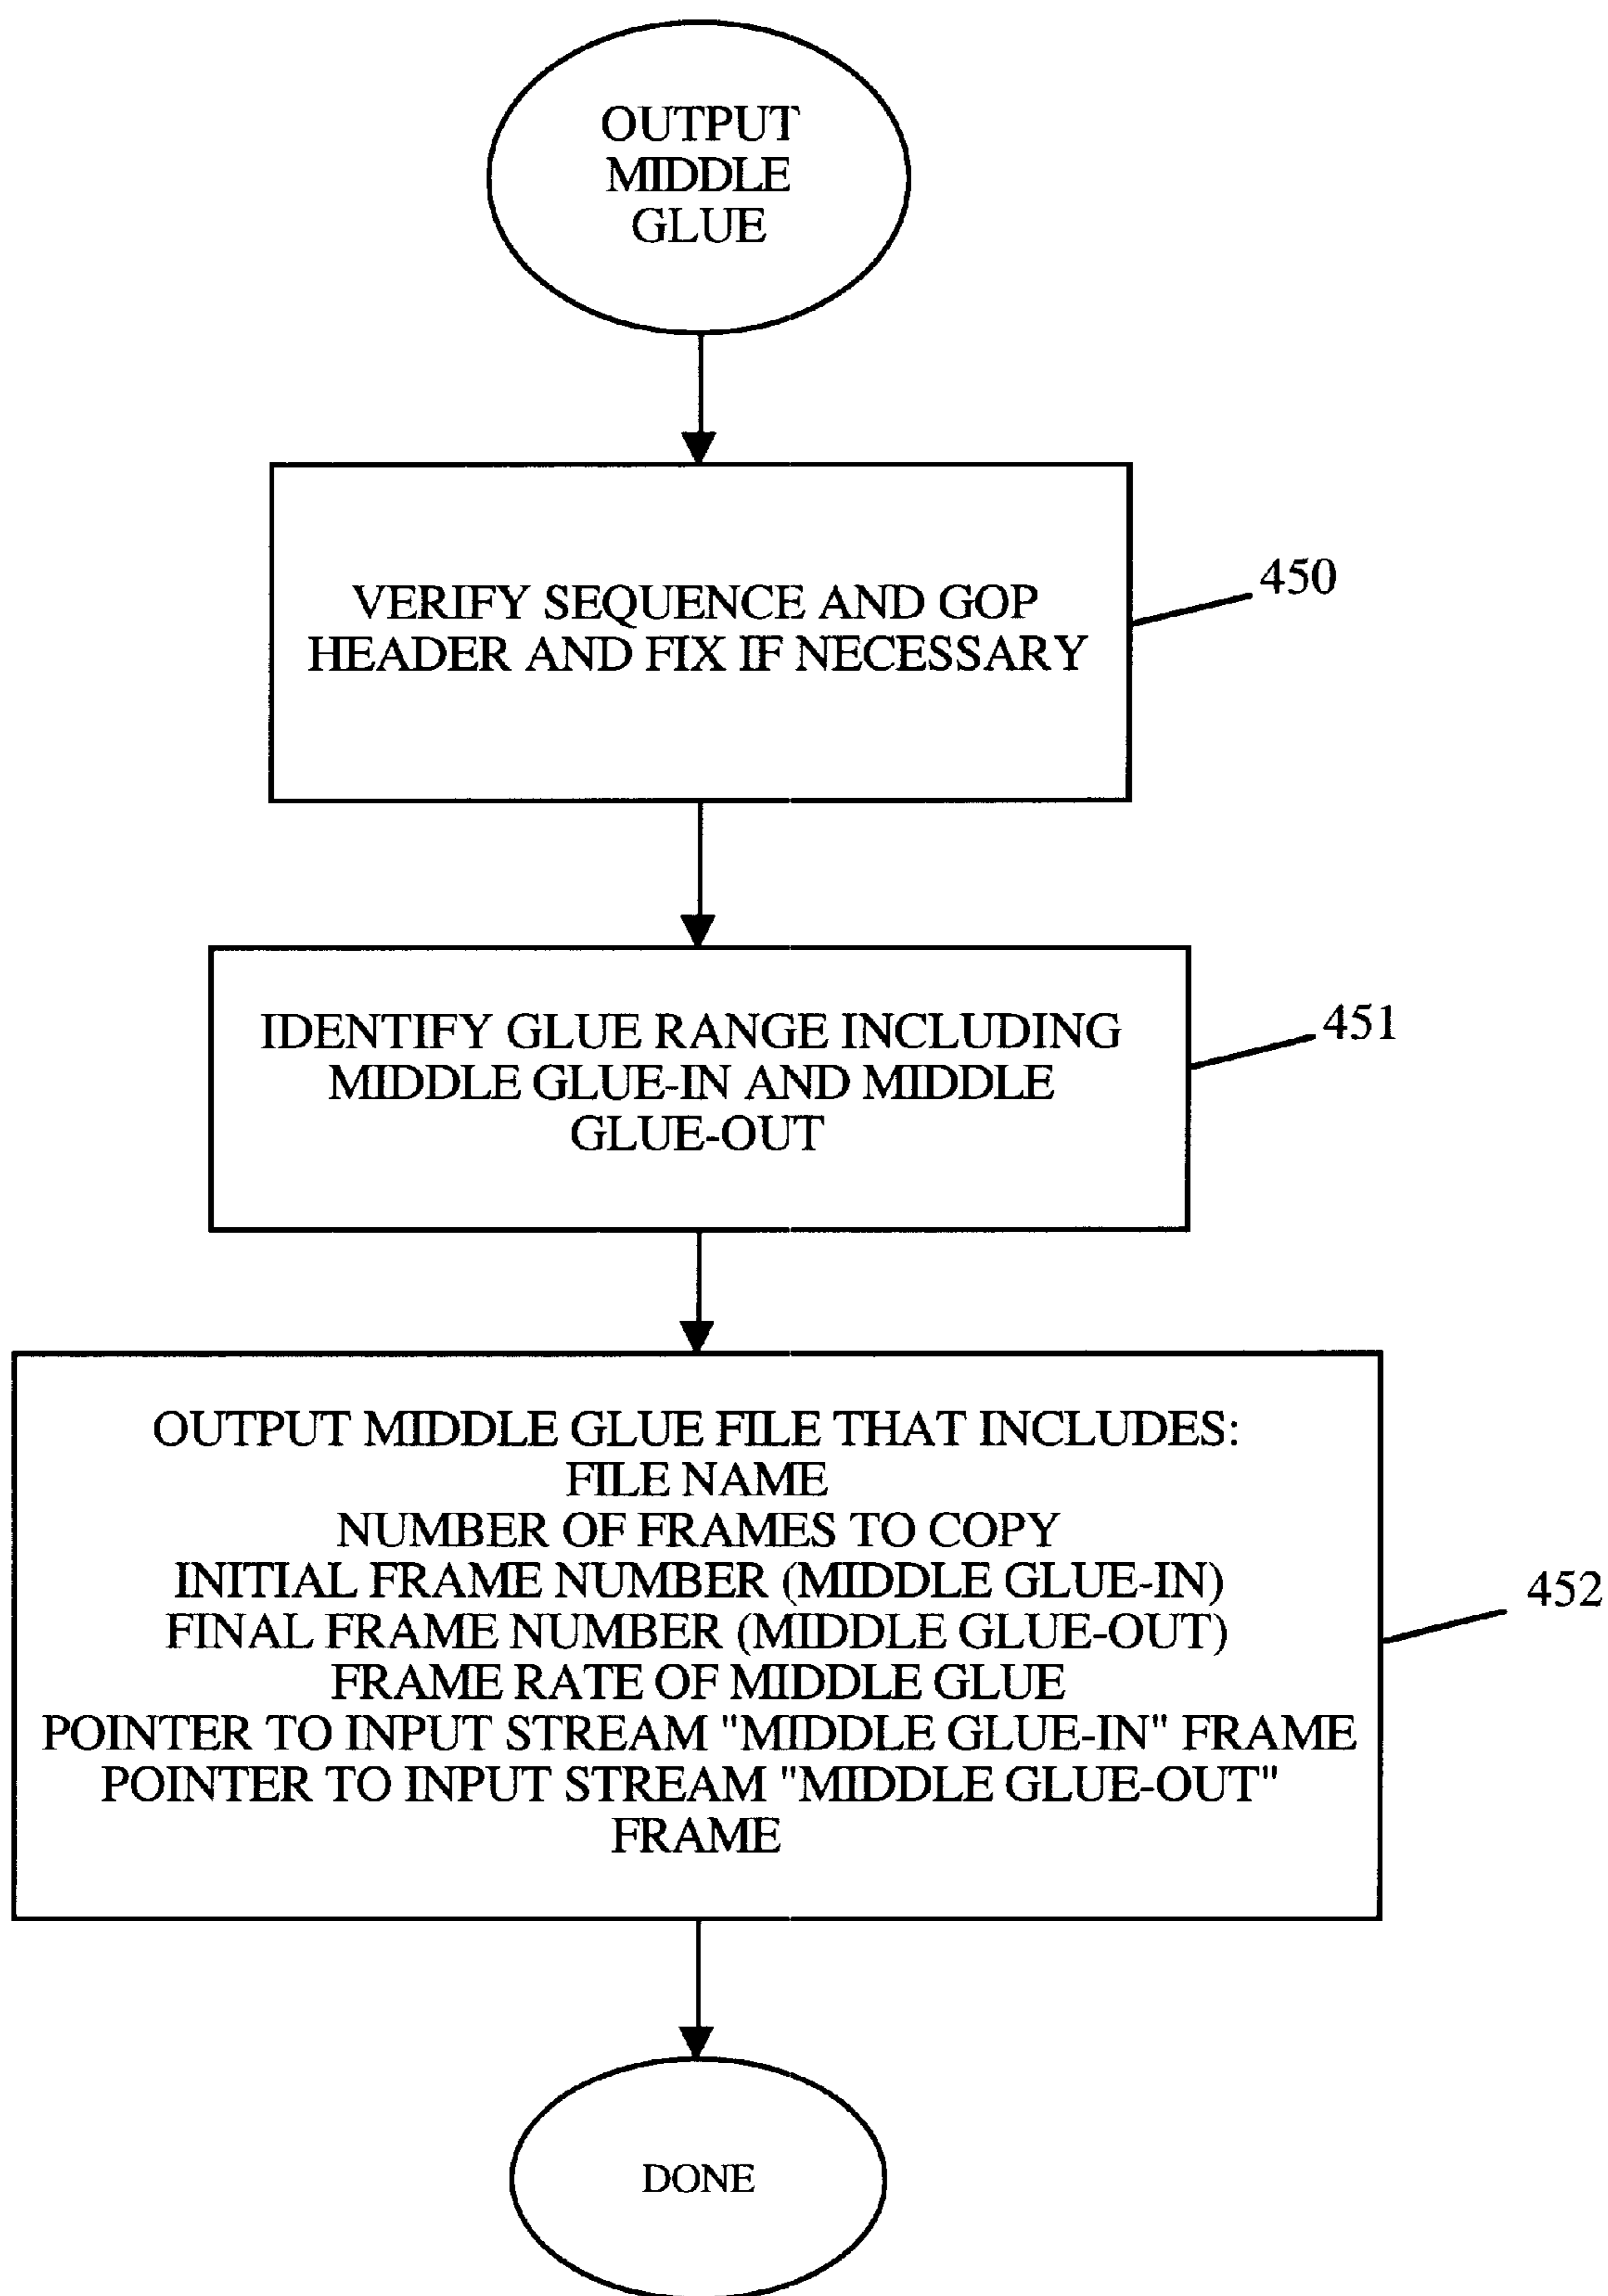 OUTPUT
MIDDLE
GLUE
VERIFY SEQUENCE AND GOP
HEADER AND FIX IF NECESSARY
450
IDENTIFY GLUE RANGE INCLUDING
MIDDLE GLUE-IN AND MIDDLE
GLUE-OUT
451
OUTPUT MIDDLE GLUE FILE THAT INCLUDES:
FILE NAME
NUMBER OF FRAMES TO COPY
INITIAL FRAME NUMBER (MIDDLE GLUE-IN)
FINAL FRAME NUMBER (MIDDLE GLUE-OUT)
FRAME RATE OF MIDDLE GLUE
POINTER TO INPUT STREAM "MIDDLE GLUE-IN" FRAME
POINTER TO INPUT STREAM "MIDDLE GLUE-OUT"
FRAME
452
DONE